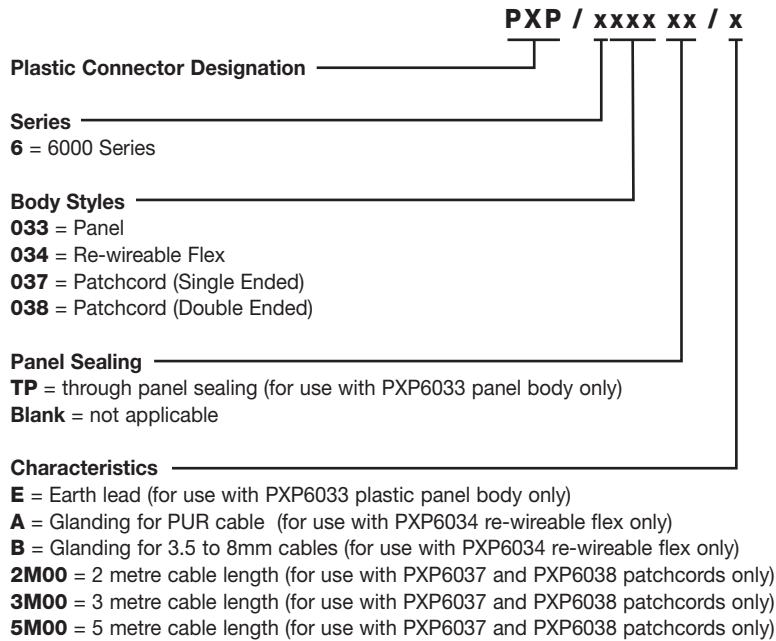 PXP / xxxx xx / x
Plastic Connector Designation
Series
6 = 6000 Series
Body Styles
033 = Panel
034 = Re-wireable Flex
037 = Patchcord (Single Ended)
038 = Patchcord (Double Ended)
Panel Sealing
TP = through panel sealing (for use with PXP6033 panel body only)
Blank = not applicable
Characteristics
E = Earth lead (for use with PXP6033 plastic panel body only)
A = Glanding for PUR cable (for use with PXP6034 re-wireable flex only)
B = Glanding for 3.5 to 8mm cables (for use with PXP6034 re-wireable flex only)
2M00 = 2 metre cable length (for use with PXP6037 and PXP6038 patchcords only)
3M00 = 3 metre cable length (for use with PXP6037 and PXP6038 patchcords only)
5M00 = 5 metre cable length (for use with PXP6037 and PXP6038 patchcords only)